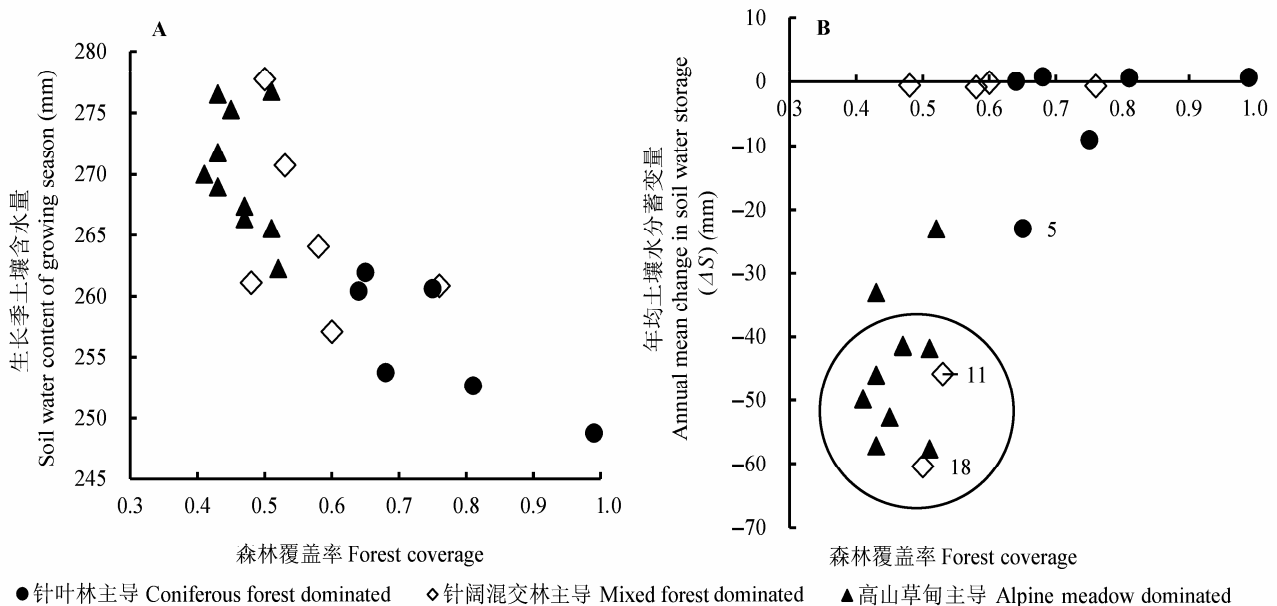 A
生长季土壤含水量
Soil water content of growing season (mm)
280
275
270
265
260
255
250
245
0.3 0.4 0.5 0.6 0.7 0.8 0.9 1.0
森林覆盖率 Forest coverage
B
年均土壤水分蓄变量
Annual mean change in soil water storage
(ΔS) (mm)
10
0
−10
−20
−30
−40
−50
−60
−70
0.3 0.4 0.5 0.6 0.7 0.8 0.9 1.0
5
11
18
森林覆盖率 Forest coverage
针叶林主导 Coniferous forest dominated 针阔混交林主导 Mixed forest dominated 高山草甸主导 Alpine meadow dominated